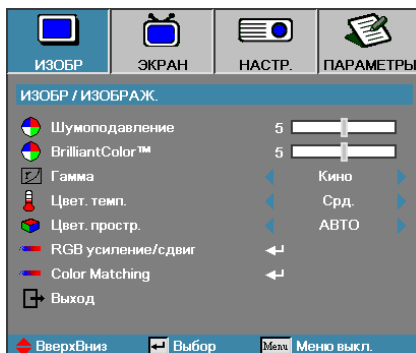 ИЗОБР ЭКРАН НАСТР. ПАРАМЕТРЫ
ИЗОБР / ИЗОБРАЖ.
Шумоподавление 5
BrilliantColor™ 5
Гамма Кино
Цвет. темп. Срд.
Цвет. простр. АВТО
RGB усиление/сдвиг
Color Matching
Выход
ВверхВниз Выбор Menu Меню выкл.